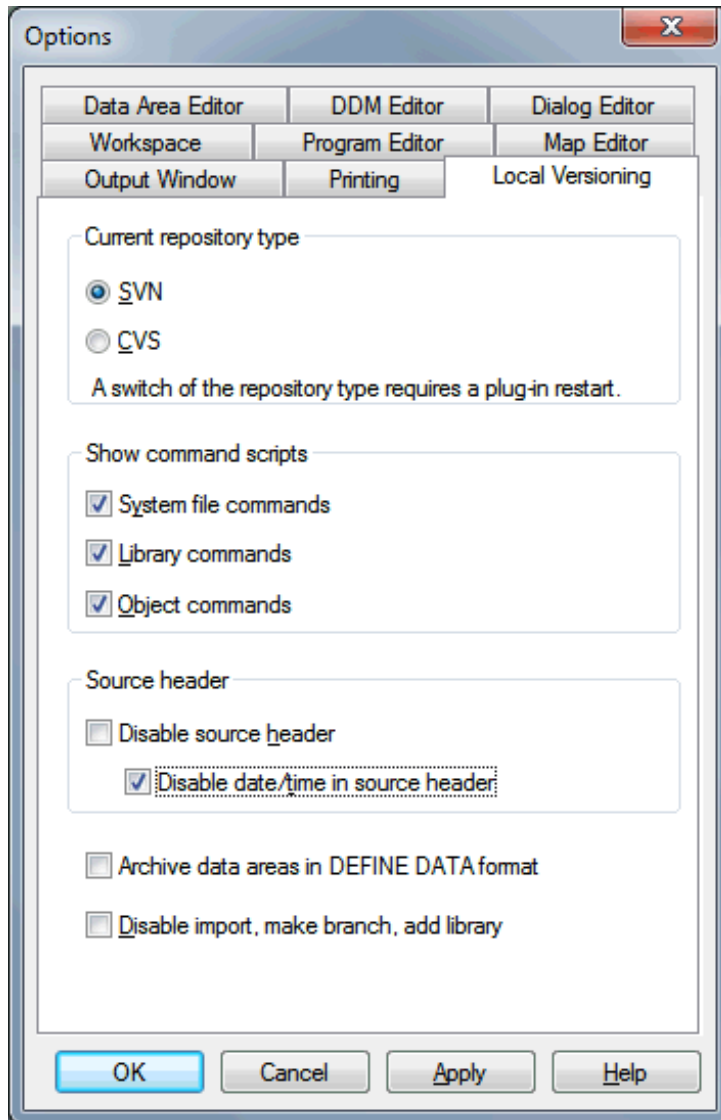 Options
Data Area Editor
DDM Editor
Dialog Editor
Workspace
Program Editor
Map Editor
Output Window
Printing
Local Versioning
Current repository type
SVN
CVS
A switch of the repository type requires a plug-in restart.
Show command scripts
System file commands
Library commands
Object commands
Source header
Disable source header
Disable date/time in source header
Archive data areas in DEFINE DATA format
Disable import, make branch, add library
OK
Cancel
Apply
Help